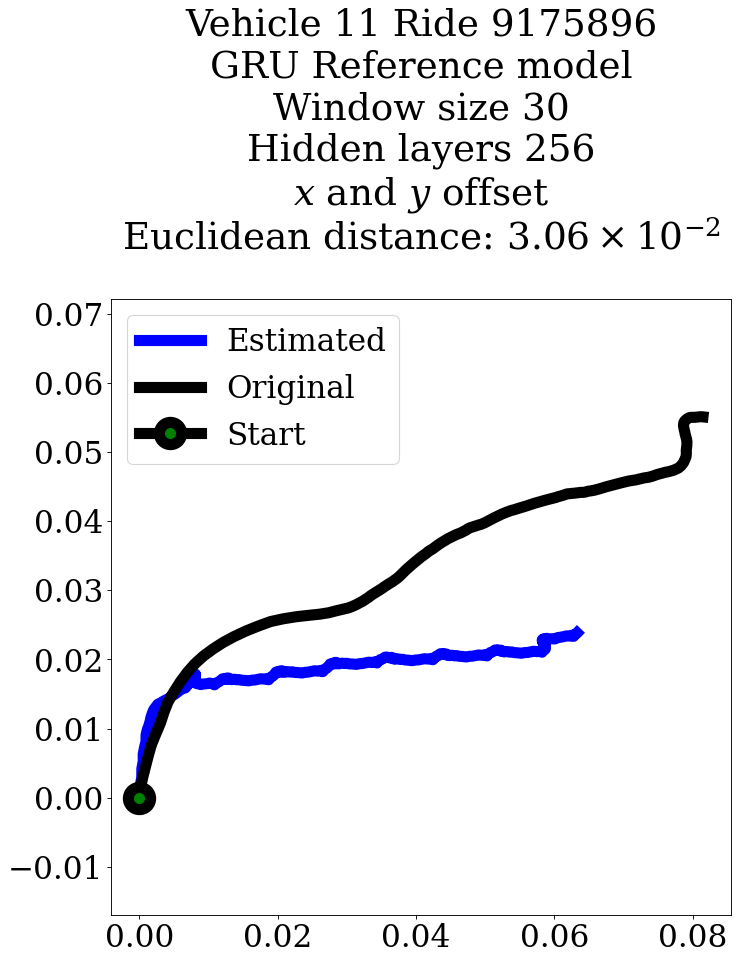 Vehicle 11 Ride 9175896
GRU Reference model
Window size 30
Hidden layers 256
x and y offset
Euclidean distance: 3.06 × 10⁻²
0.07
0.06
0.05
0.04
0.03
0.02
0.01
0.00
−0.01
Estimated
Original
Start
0.00 0.02 0.04 0.06 0.08